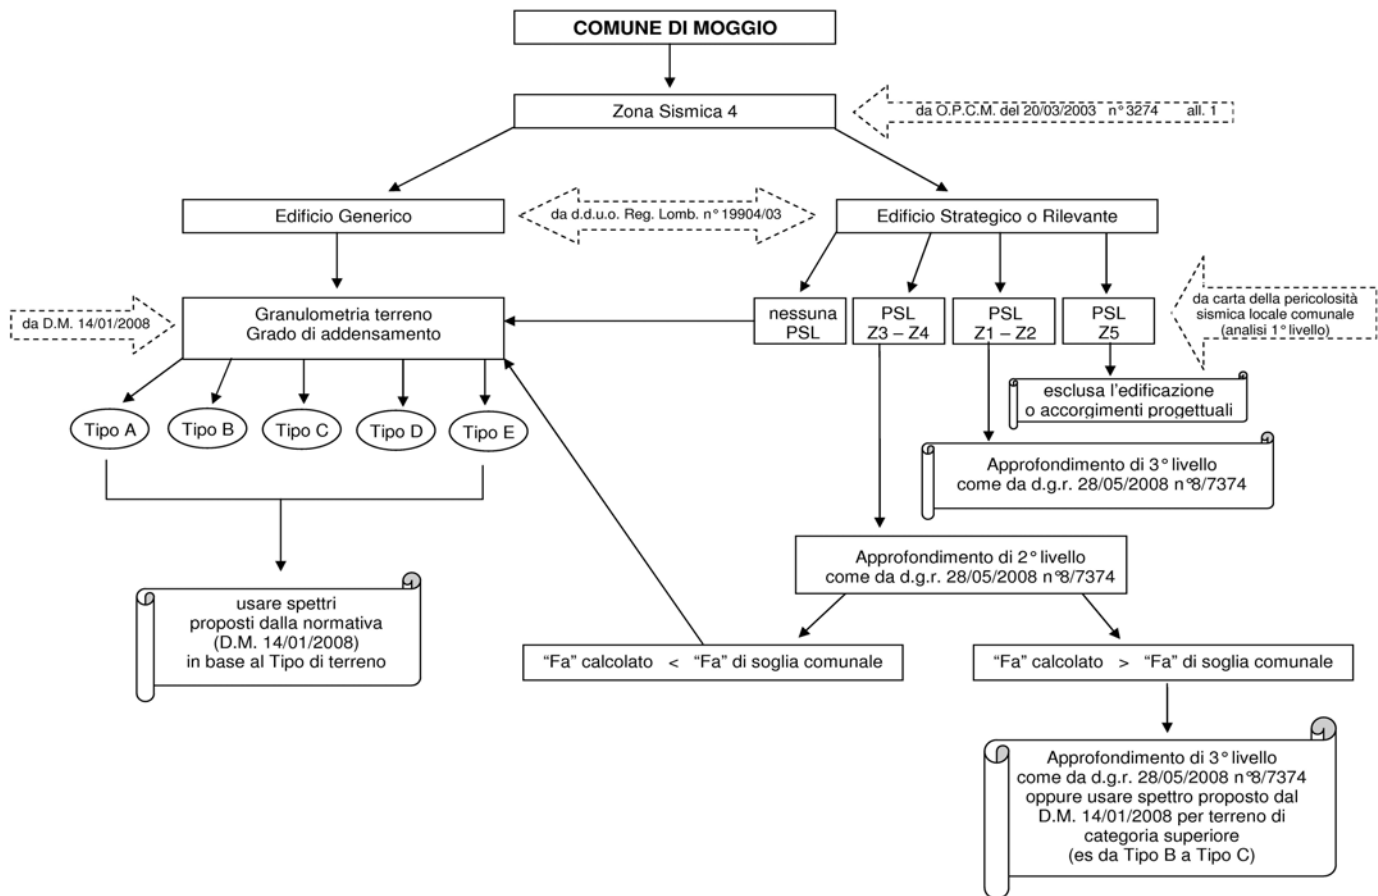 COMUNE DI MOGGIO
Zona Sismica 4
da O.P.C.M. del 20/03/2003 n° 3274 all. 1
Edificio Generico
da d.d.u.o. Reg. Lomb. n° 19904/03
Edificio Strategico o Rilevante
da D.M. 14/01/2008
Granulometria terreno
Grado di addensamento
nessuna
PSL
PSL
Z3 – Z4
PSL
Z1 – Z2
PSL
Z5
da carta della pericolosità
sismica locale comunale
(analisi 1° livello)
esclusa l'edificazione
o accorgimenti progettuali
Tipo A
Tipo B
Tipo C
Tipo D
Tipo E
Approfondimento di 3° livello
come da d.g.r. 28/05/2008 n°8/7374
Approfondimento di 2° livello
come da d.g.r. 28/05/2008 n°8/7374
usare spettri
proposti dalla normativa
(D.M. 14/01/2008)
in base al Tipo di terreno
“Fa” calcolato < “Fa” di soglia comunale
“Fa” calcolato > “Fa” di soglia comunale
Approfondimento di 3° livello
come da d.g.r. 28/05/2008 n°8/7374
oppure usare spettro proposto dal
D.M. 14/01/2008 per terreno di
categoria superiore
(es da Tipo B a Tipo C)